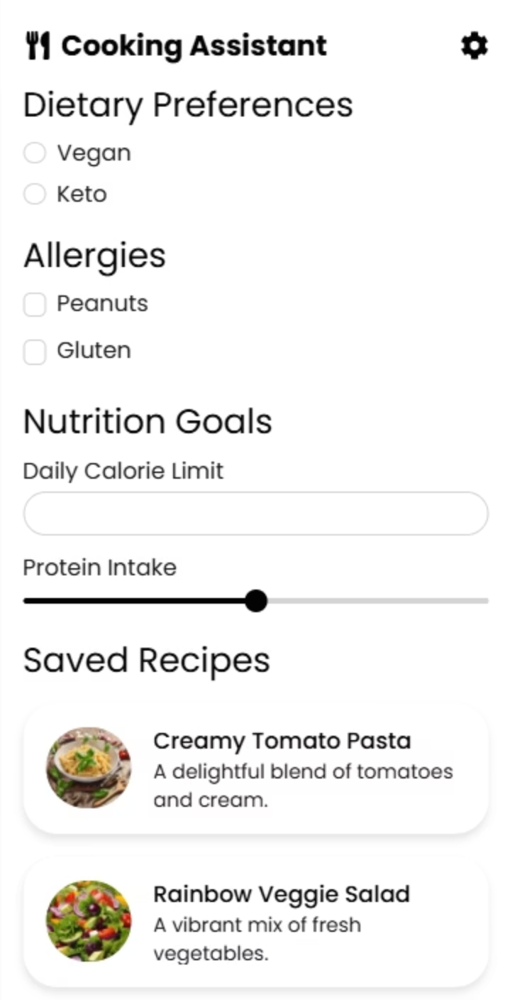 Cooking Assistant
Dietary Preferences
Vegan
Keto
Allergies
Peanuts
Gluten
Nutrition Goals
Daily Calorie Limit
Protein Intake
Saved Recipes
Creamy Tomato Pasta
A delightful blend of tomatoes
and cream.
Rainbow Veggie Salad
A vibrant mix of fresh
vegetables.